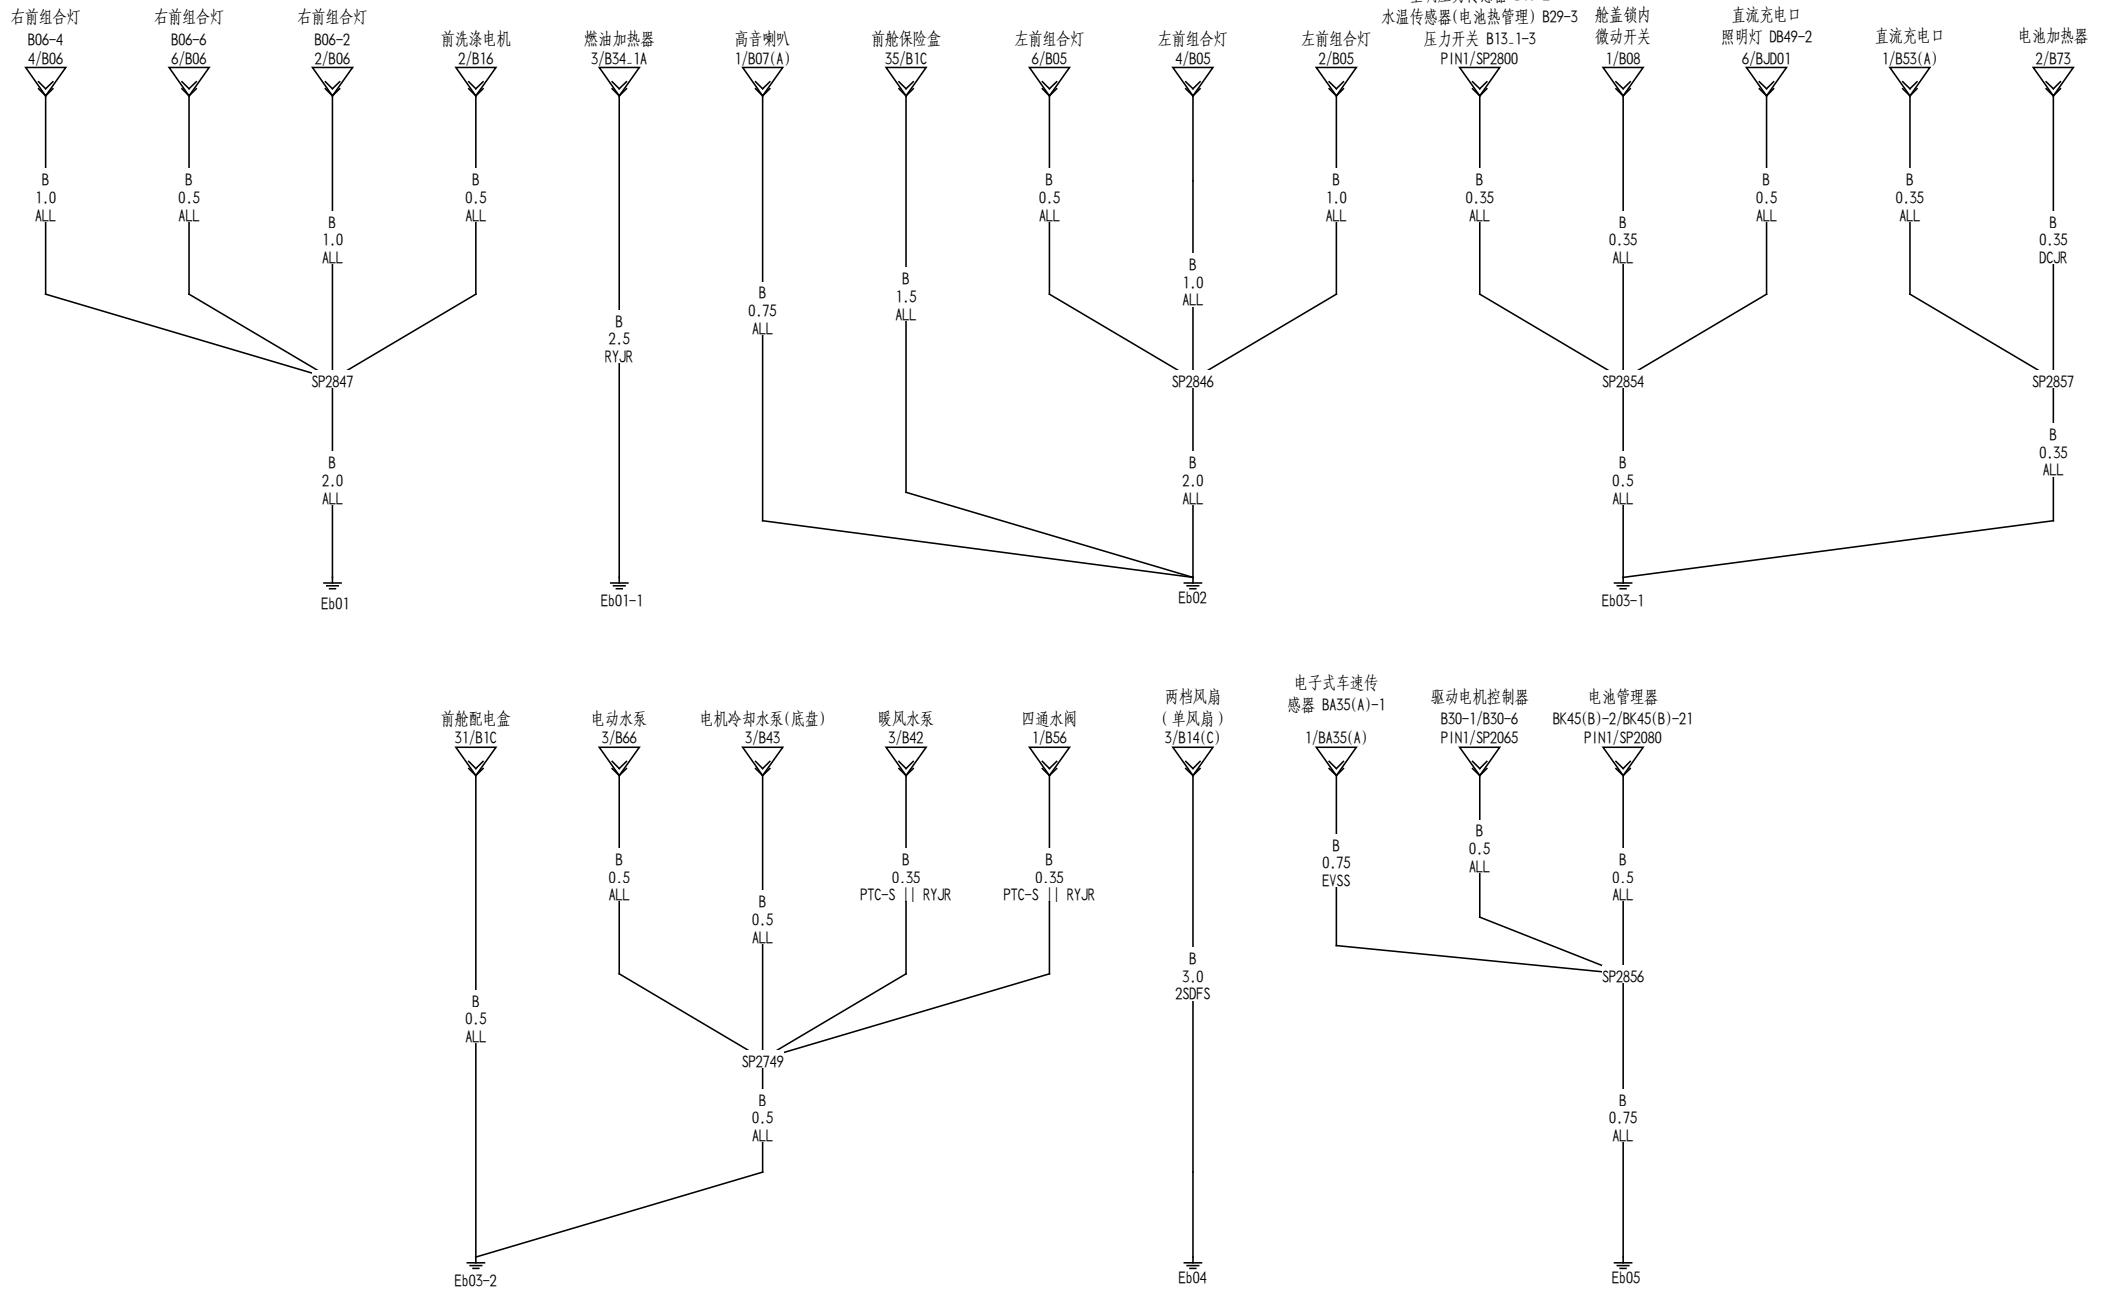 右前组合灯
B06-4
4/B06
右前组合灯
B06-6
6/B06
右前组合灯
B06-2
2/B06
前洗涤电机
2/B16
燃油加热器
3/B34_1A
高音喇叭
1/B07(A)
前舱保险盒
35/B1C
左前组合灯
6/B05
左前组合灯
4/B05
左前组合灯
2/B05
水温传感器(电池热管理) B29-3
压力开关 B13_1-3
PIN1/SP2800
舱盖锁内
微动开关
1/B08
直流充电口
照明灯 DB49-2
6/BJD01
直流充电口
1/B53(A)
电池加热器
2/B73
B
1.0
ALL
B
0.5
ALL
B
1.0
ALL
B
0.5
ALL
B
2.5
RYJR
B
0.75
ALL
B
1.5
ALL
B
0.5
ALL
B
1.0
ALL
B
1.0
ALL
B
0.35
ALL
B
0.35
ALL
B
0.5
ALL
B
0.35
ALL
B
0.35
DCJR
SP2847
SP2846
SP2854
SP2857
B
2.0
ALL
B
2.0
ALL
B
0.5
ALL
B
0.35
ALL
Eb01
Eb01-1
Eb02
Eb03-1
前舱配电盒
31/B1C
电动水泵
3/B66
电机冷却水泵(底盘)
3/B43
暖风水泵
3/B42
四通水阀
1/B56
两档风扇
(单风扇)
3/B14(C)
电子式车速传
感器 BA35(A)-1
1/BA35(A)
驱动电机控制器
B30-1/B30-6
PIN1/SP2065
电池管理器
BK45(B)-2/BK45(B)-21
PIN1/SP2080
B
0.5
ALL
B
0.5
ALL
B
0.5
ALL
B
0.35
PTC-S || RYJR
B
0.35
PTC-S || RYJR
B
3.0
2SDFS
B
0.75
EVSS
B
0.5
ALL
B
0.5
ALL
SP2749
SP2856
B
0.5
ALL
B
0.75
ALL
Eb03-2
Eb04
Eb05